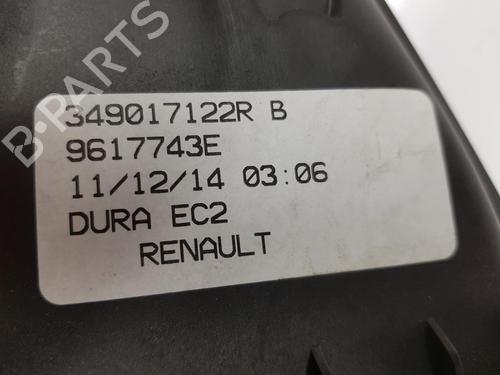 B-PARTS
349017122R B
9617743E
11/12/14 03:06
DURA EC2
RENAULT